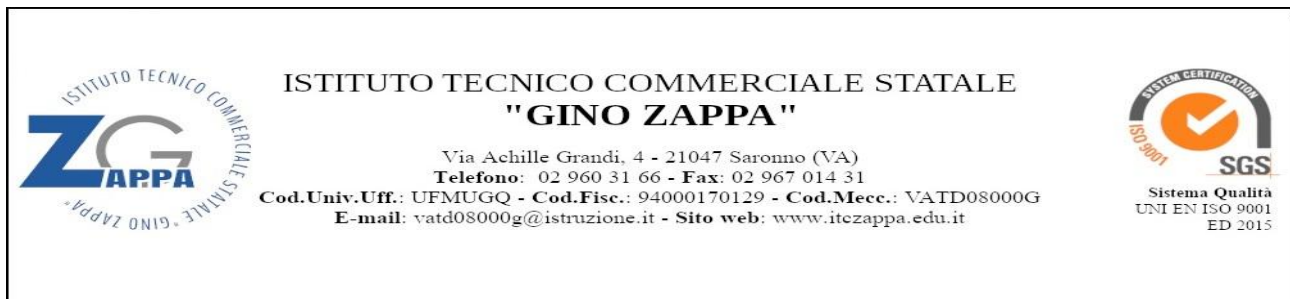 ISTITUTO TECNICO COMMERCIALE STATALE "GINO ZAPPA"
ZG
APPA
ISTITUTO TECNICO COMMERCIALE STATALE
"GINO ZAPPA"
Via Achille Grandi, 4 - 21047 Saronno (VA)
Telefono: 02 960 31 66 - Fax: 02 967 014 31
Cod.Univ.Uff.: UFMUGQ - Cod.Fisc.: 94000170129 - Cod.Mecc.: VATD08000G
E-mail: vatd08000g@istruzione.it - Sito web: www.itczappa.edu.it
SYSTEM CERTIFICATION
ISO 9001
SGS
Sistema Qualità
UNI EN ISO 9001
ED 2015